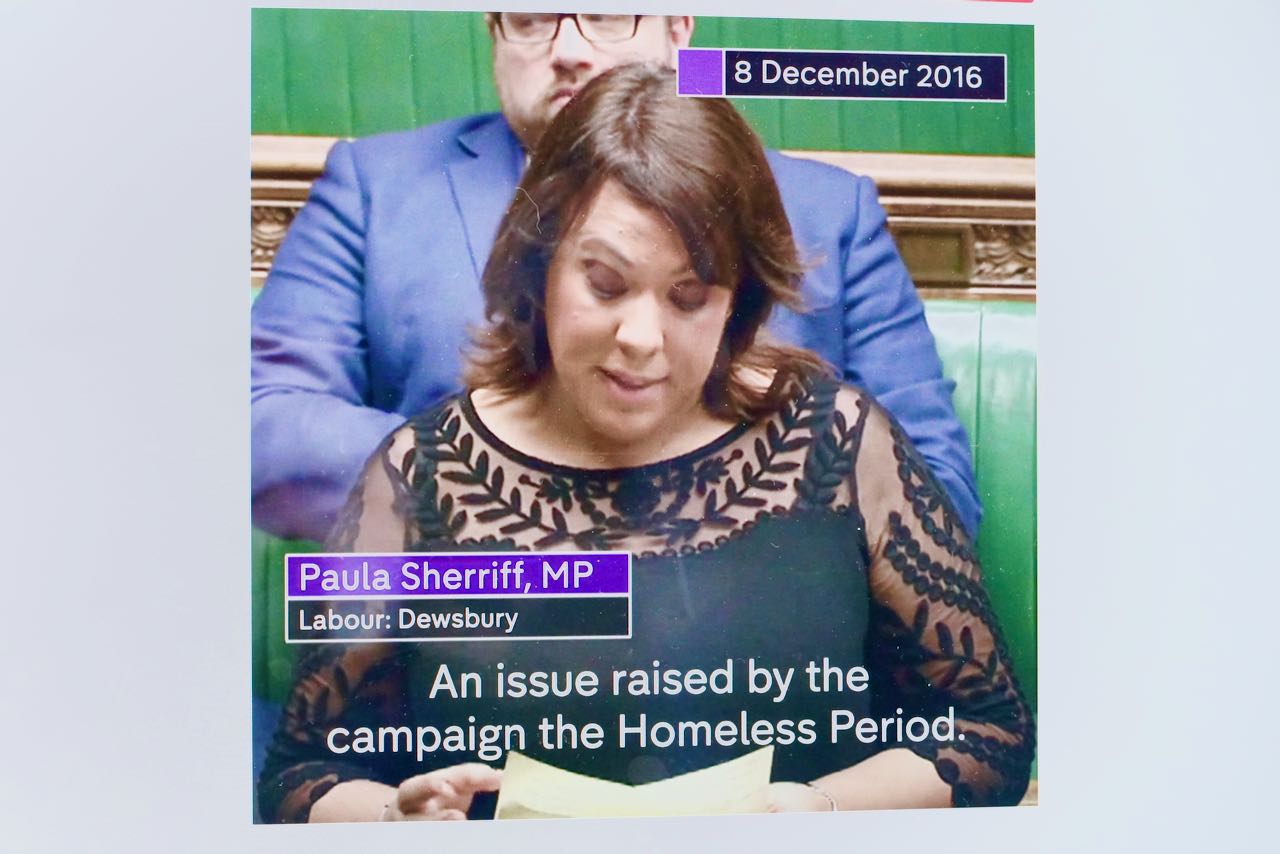 8 December 2016
Paula Sherriff, MP
Labour: Dewsbury
An issue raised by the
campaign the Homeless Period.